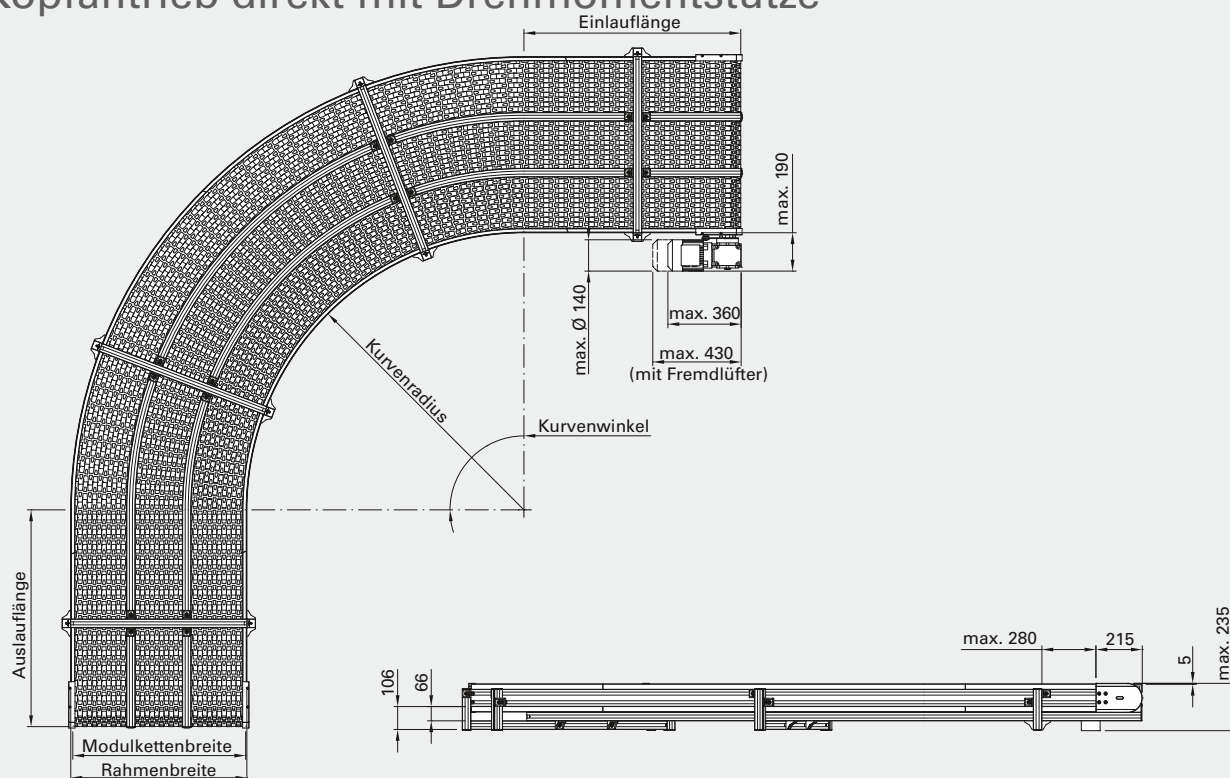 kopfantrieb direkt mit Drehmomentstütze
Einlauflänge
max. 190
max. Ø 140
max. 360
max. 430
(mit Fremdlüfter)
Kurvenradius
Kurvenwinkel
Auslauflänge
max. 280
215
5
max. 235
106
66
Modulkettenbreite
Rahmenbreite